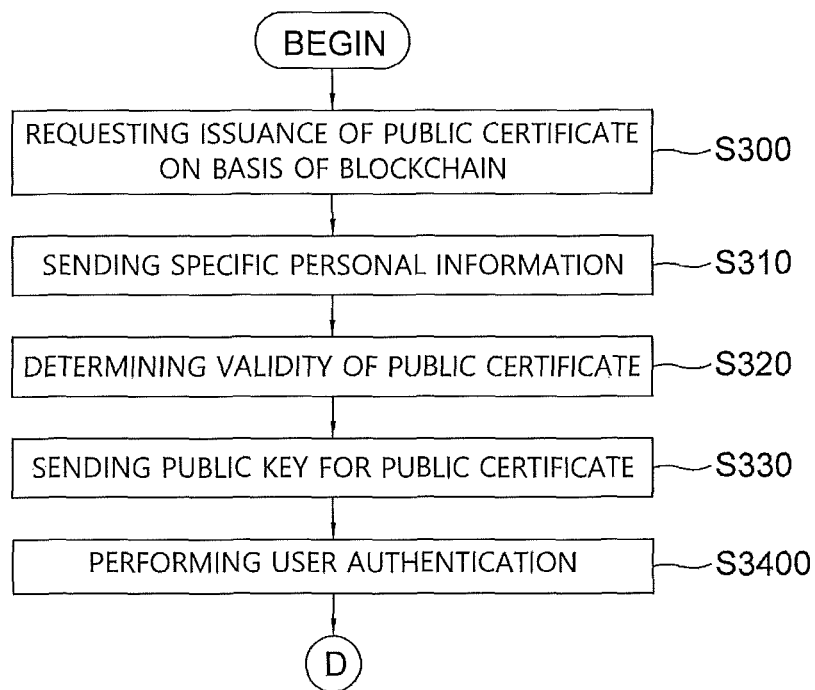 BEGIN
REQUESTING ISSUANCE OF PUBLIC CERTIFICATE
ON BASIS OF BLOCKCHAIN
S300
SENDING SPECIFIC PERSONAL INFORMATION
S310
DETERMINING VALIDITY OF PUBLIC CERTIFICATE
S320
SENDING PUBLIC KEY FOR PUBLIC CERTIFICATE
S330
PERFORMING USER AUTHENTICATION
S3400
D